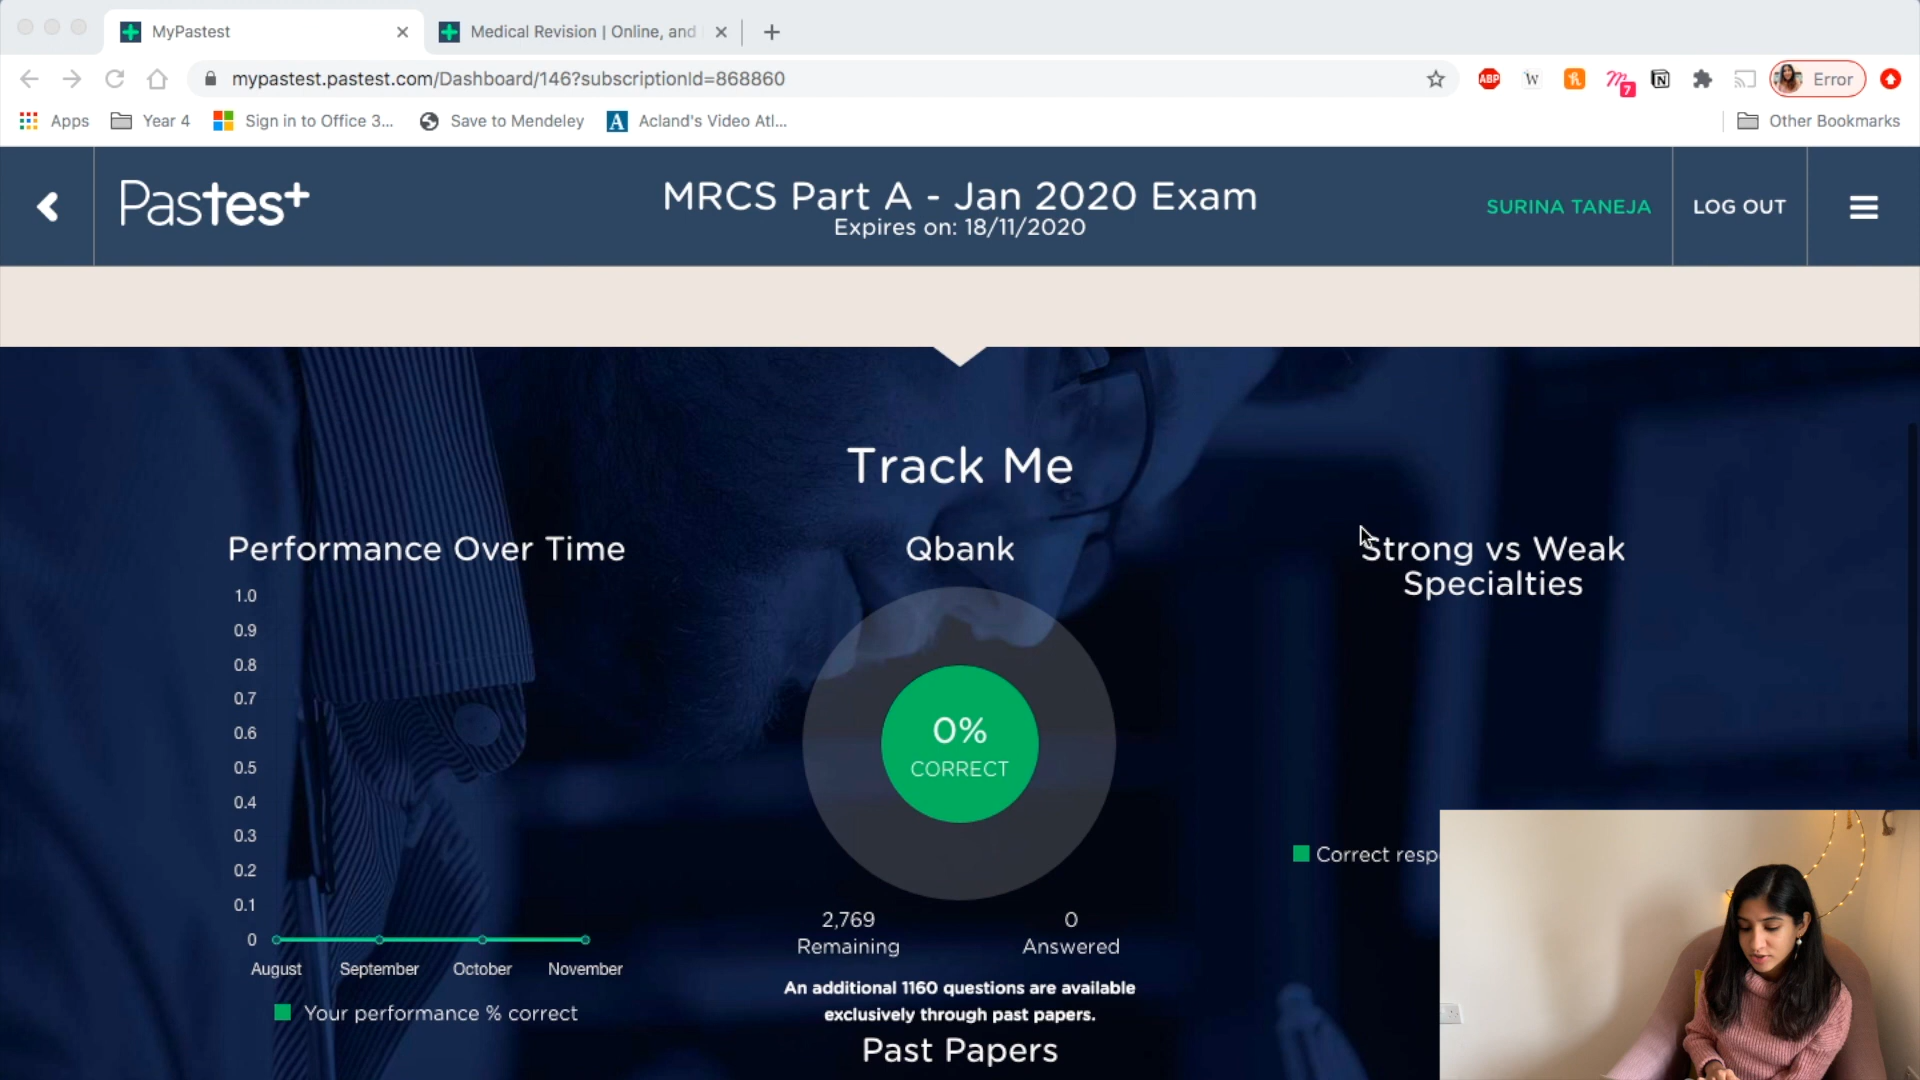 MyPastest
Medical Revision | Online, and
mypastest.pastest.com/Dashboard/146?subscriptionId=868860
ABP
W
7
N
Error
Apps
Year 4
Sign in to Office 3...
Save to Mendeley
A
Acland's Video Atl...
Other Bookmarks
Pastest
MRCS Part A - Jan 2020 Exam
Expires on: 18/11/2020
SURINA TANEJA
LOG OUT
Track Me
Performance Over Time
1.0
0.9
0.8
0.7
0.6
0.5
0.4
0.3
0.2
0.1
0
August September October November
Your performance % correct
Qbank
0%
CORRECT
2,769
Remaining
0
Answered
An additional 1160 questions are available
exclusively through past papers.
Past Papers
Strong vs Weak
Specialties
Correct resp